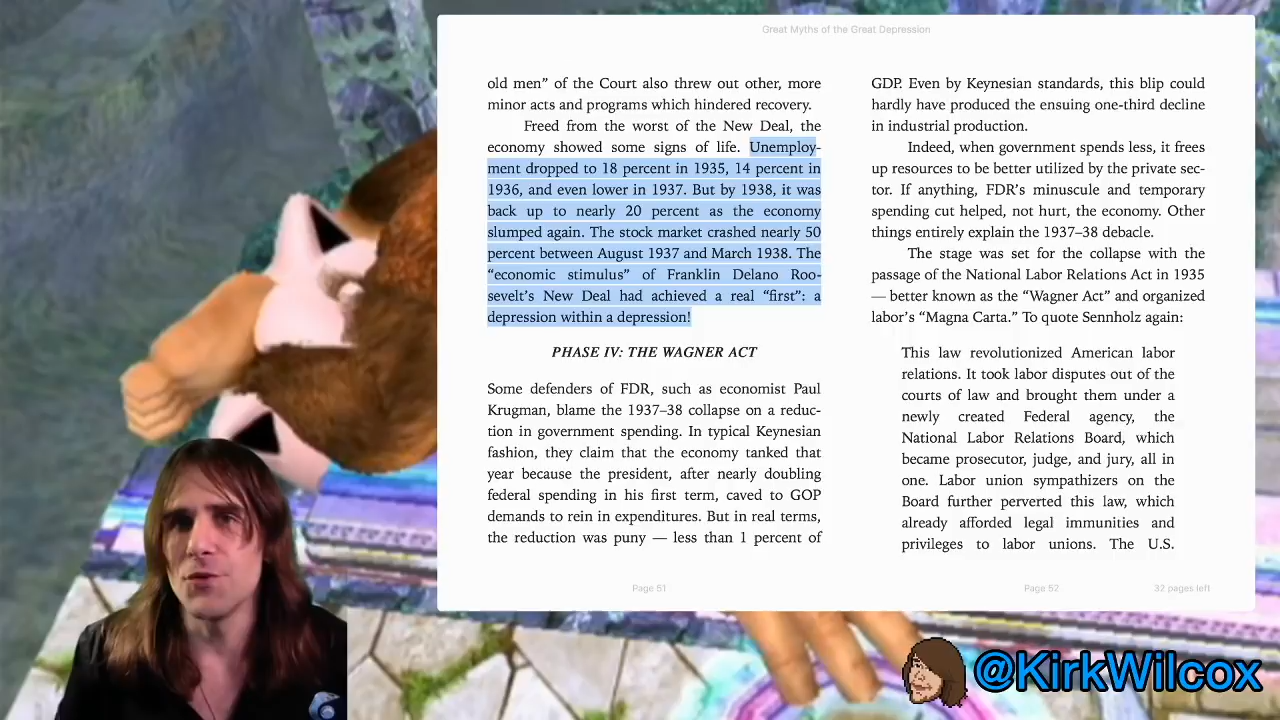 Great Myths of the Great Depression
old men” of the Court also threw out other, more
minor acts and programs which hindered recovery.
Freed from the worst of the New Deal, the
economy showed some signs of life. Unemploy-
ment dropped to 18 percent in 1935, 14 percent in
1936, and even lower in 1937. But by 1938, it was
back up to nearly 20 percent as the economy
slumped again. The stock market crashed nearly 50
percent between August 1937 and March 1938. The
“economic stimulus” of Franklin Delano Roo-
sevelt’s New Deal had achieved a real “first”: a
depression within a depression!
PHASE IV: THE WAGNER ACT
Some defenders of FDR, such as economist Paul
Krugman, blame the 1937–38 collapse on a reduc-
tion in government spending. In typical Keynesian
fashion, they claim that the economy tanked that
year because the president, after nearly doubling
federal spending in his first term, caved to GOP
demands to rein in expenditures. But in real terms,
the reduction was puny — less than 1 percent of
Page 51
GDP. Even by Keynesian standards, this blip could
hardly have produced the ensuing one-third decline
in industrial production.
Indeed, when government spends less, it frees
up resources to be better utilized by the private sec-
tor. If anything, FDR’s minuscule and temporary
spending cut helped, not hurt, the economy. Other
things entirely explain the 1937–38 debacle.
The stage was set for the collapse with the
passage of the National Labor Relations Act in 1935
— better known as the “Wagner Act” and organized
labor’s “Magna Carta.” To quote Sennholz again:
This law revolutionized American labor
relations. It took labor disputes out of the
courts of law and brought them under a
newly created Federal agency, the
National Labor Relations Board, which
became prosecutor, judge, and jury, all in
one. Labor union sympathizers on the
Board further perverted this law, which
already afforded legal immunities and
privileges to labor unions. The U.S.
Page 52
32 pages left
@KirkWilcox